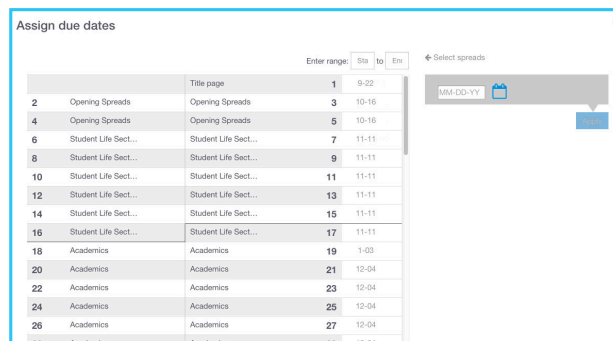 Assign due dates
Enter range: Sta to En
← Select spreads
Title page 1 9-22
MM-DD-YY
2 Opening Spreads Opening Spreads 3 10-16
4 Opening Spreads Opening Spreads 5 10-16
6 Student Life Sect... Student Life Sect... 7 11-11
8 Student Life Sect... Student Life Sect... 9 11-11
10 Student Life Sect... Student Life Sect... 11 11-11
12 Student Life Sect... Student Life Sect... 13 11-11
14 Student Life Sect... Student Life Sect... 15 11-11
16 Student Life Sect... Student Life Sect... 17 11-11
18 Academics Academics 19 1-03
20 Academics Academics 21 12-04
22 Academics Academics 23 12-04
24 Academics Academics 25 12-04
26 Academics Academics 27 12-04